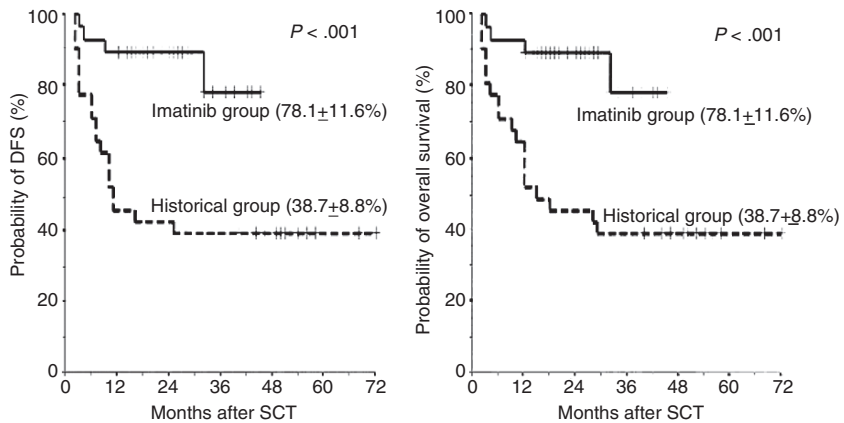 100
80
60
40
20
0
0 12 24 36 48 60 72
Probability of DFS (%)
Months after SCT
P < .001
Imatinib group (78.1±11.6%)
Historical group (38.7±8.8%)
100
80
60
40
20
0
0 12 24 36 48 60 72
Probability of overall survival (%)
Months after SCT
P < .001
Imatinib group (78.1±11.6%)
Historical group (38.7±8.8%)